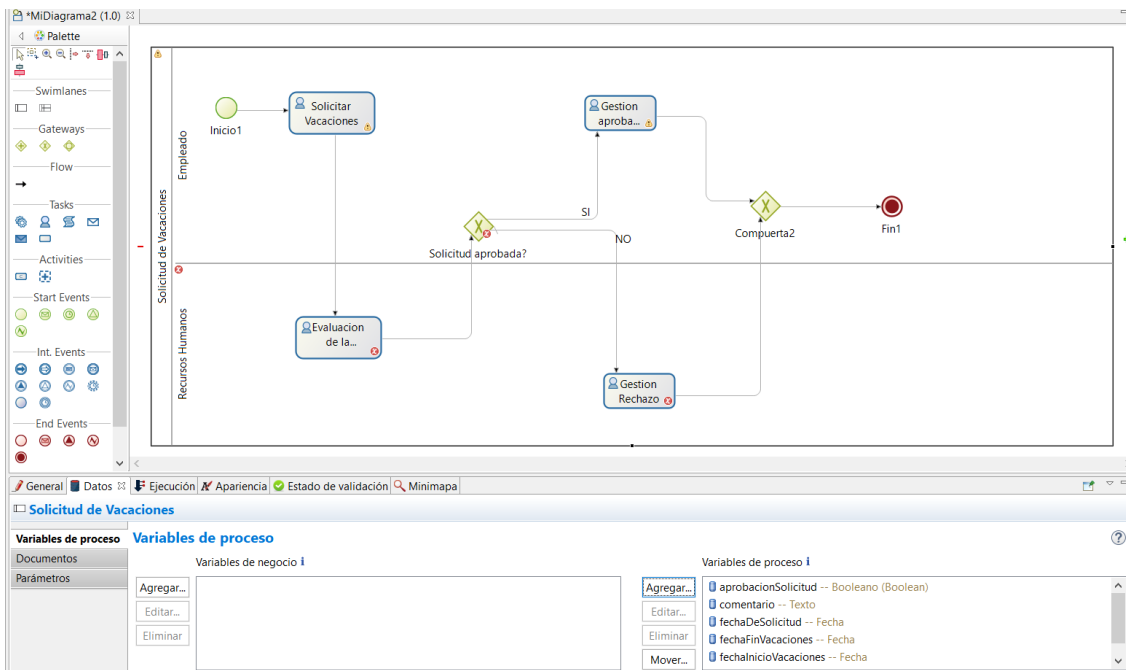 *MiDiagrama2 (1.0)
Palette
Swimlanes
Gateways
Flow
Tasks
Activities
Start Events
Int. Events
End Events
Solicitud de Vacaciones
Empleado
Recursos Humanos
Inicio1
Solicitar
Vacaciones
Gestion
aproba...
SI
NO
Solicitud aprobada?
Compuerta2
Fin1
Evaluacion
de la...
Gestion
Rechazo
General
Datos
Ejecución
Apariencia
Estado de validación
Minimapa
Solicitud de Vacaciones
Variables de proceso
Documentos
Parámetros
Variables de proceso
Variables de negocio
Agregar...
Editar...
Eliminar
Variables de proceso
Agregar...
Editar...
Eliminar
Mover...
aprobacionSolicitud -- Booleano (Boolean)
comentario -- Texto
fechaDeSolicitud -- Fecha
fechaFinVacaciones -- Fecha
fechaInicioVacaciones -- Fecha